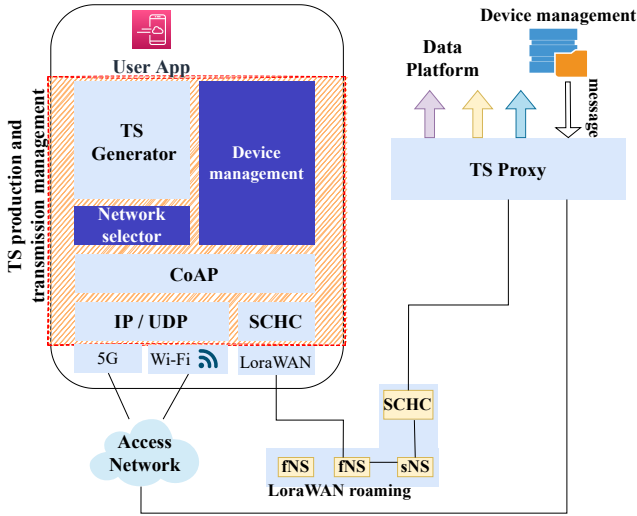 User App
TS production and
transmission management
TS
Generator
Device
management
Network
selector
CoAP
IP / UDP
SCHC
5G
Wi-Fi
LoraWAN
Access
Network
Device management
Data
Platform
message
TS Proxy
SCHC
fNS
fNS
sNS
LoraWAN roaming